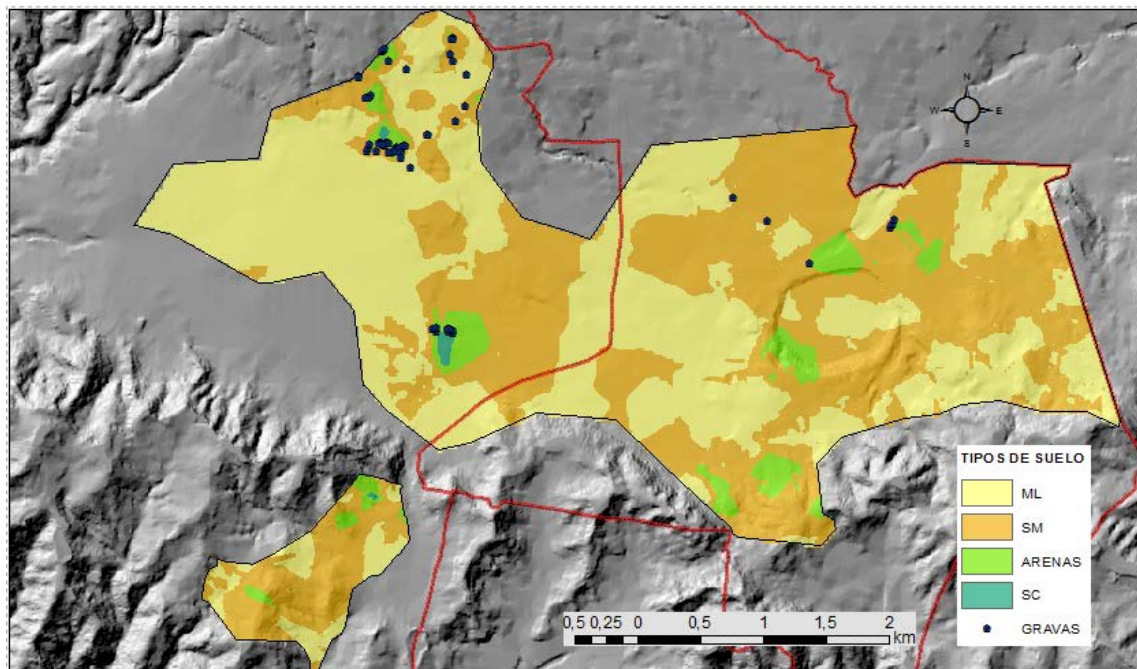 N
W E
S
TIPOS DE SUELO
ML
SM
ARENAS
SC
GRAVAS
0,5 0,25 0 0,5 1 1,5 2
km